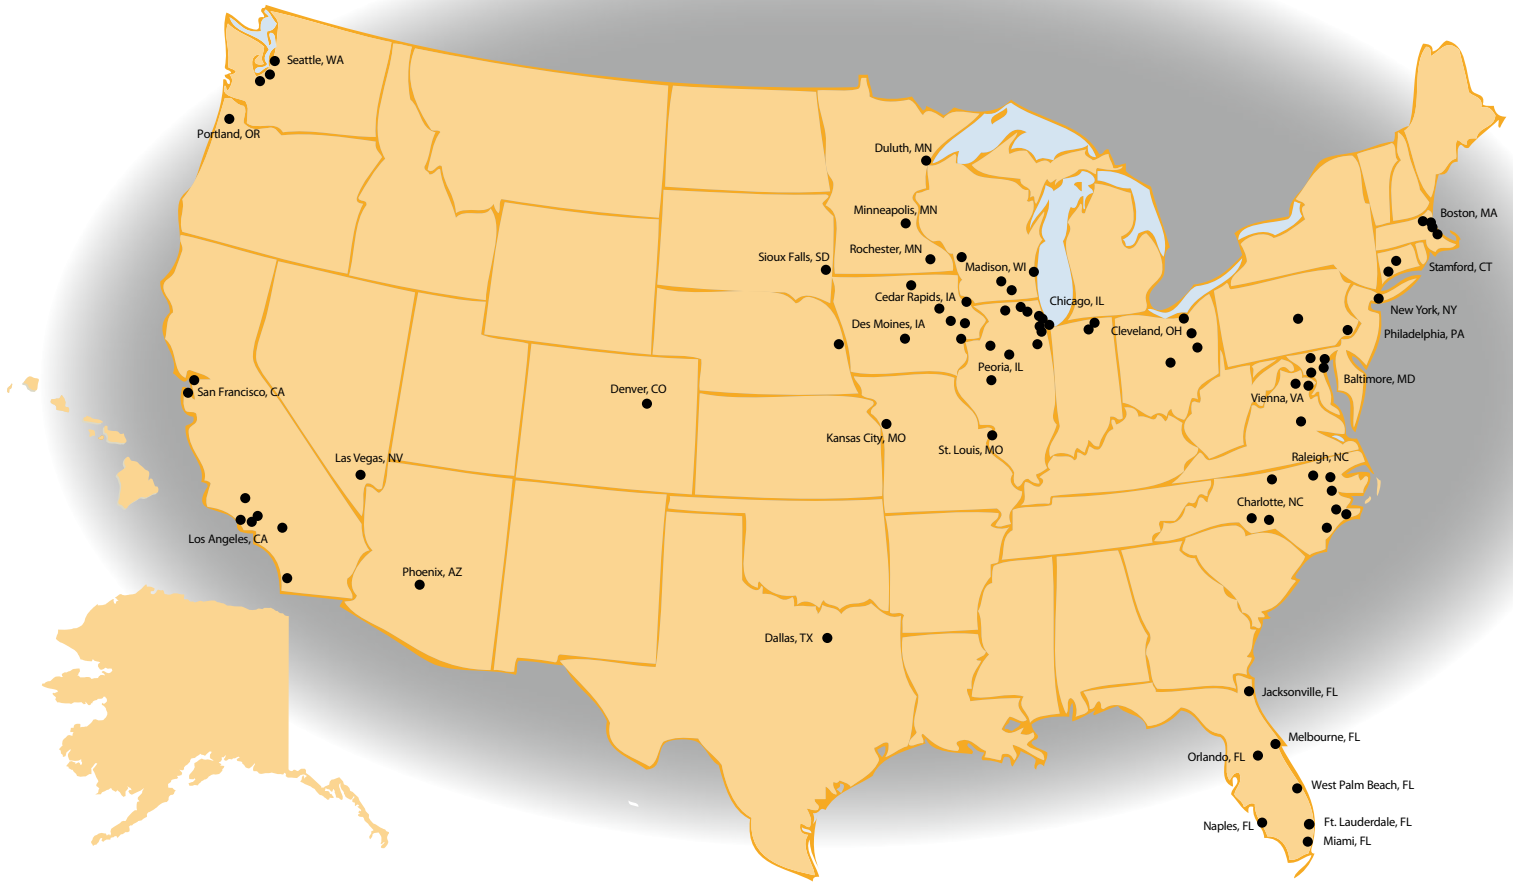 Seattle, WA
Portland, OR
Duluth, MN
Minneapolis, MN
Boston, MA
Rochester, MN
Sioux Falls, SD
Madison, WI
Stamford, CT
Cedar Rapids, IA
Chicago, IL
New York, NY
Des Moines, IA
Cleveland, OH
Philadelphia, PA
Peoria, IL
Baltimore, MD
San Francisco, CA
Denver, CO
Vienna, VA
Kansas City, MO
St. Louis, MO
Las Vegas, NV
Raleigh, NC
Charlotte, NC
Los Angeles, CA
Phoenix, AZ
Dallas, TX
Jacksonville, FL
Melbourne, FL
Orlando, FL
West Palm Beach, FL
Naples, FL
Ft. Lauderdale, FL
Miami, FL